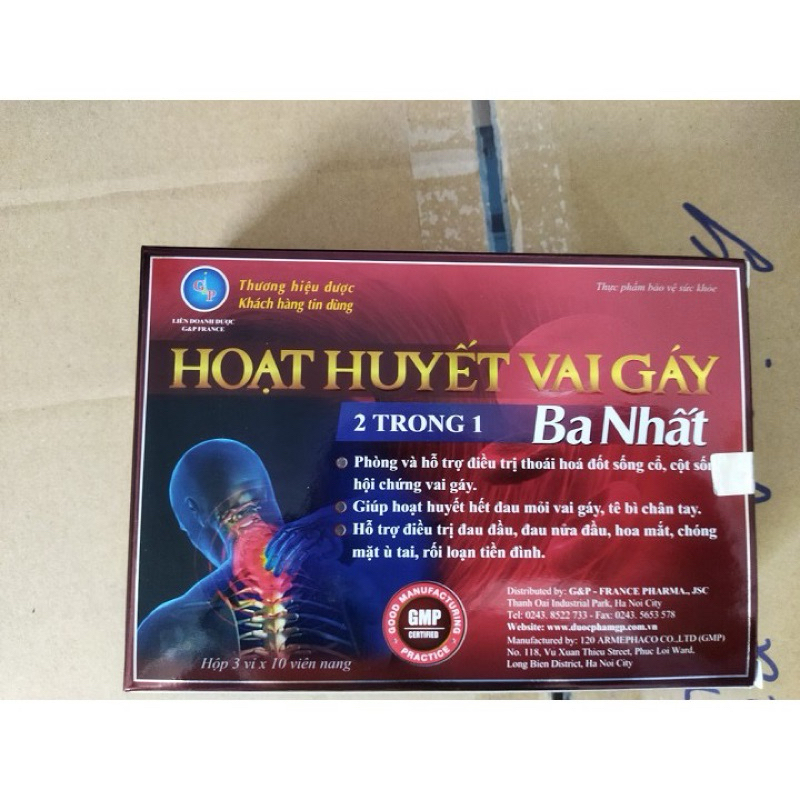 G&P
LIÊN DOANH DƯỢC
G&P FRANCE
Thương hiệu dược
Khách hàng tin dùng
Thực phẩm bảo vệ sức khỏe
HOẠT HUYẾT VAI GÁY
2 TRONG 1
Ba Nhất
Phòng và hỗ trợ điều trị thoái hoá đốt sống cổ, cột
hội chứng vai gáy.
Giúp hoạt huyết hết đau mỏi vai gáy, tê bì chân tay.
Hỗ trợ điều trị đau đầu, đau nửa đầu, hoa mắt, chóng
mặt ù tai, rối loạn tiền đình.
GOOD MANUFACTURING
GMP
CERTIFIED
PRACTICE
Distributed by: G&P - FRANCE PHARMA., JSC
Thanh Oai Industrial Park, Ha Noi City
Tel: 0243. 8522 733 - Fax: 0243. 5653 578
Website: www.duocphamgp.com.vn
Manufactured by: 120 ARMEPHACO CO.,LTD (GMP)
No. 118, Vu Xuan Thieu Street, Phuc Loi Ward,
Long Bien District, Ha Noi City
Hộp 3 vỉ x 10 viên nang